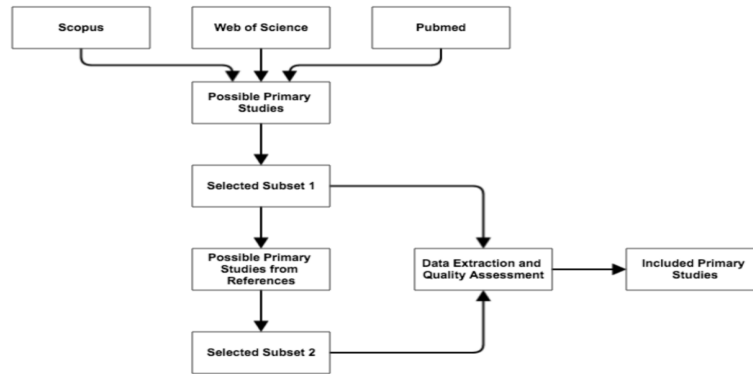 Scopus
Web of Science
Pubmed
Possible Primary
Studies
Selected Subset 1
Possible Primary
Studies from
References
Data Extraction and
Quality Assessment
Included Primary
Studies
Selected Subset 2